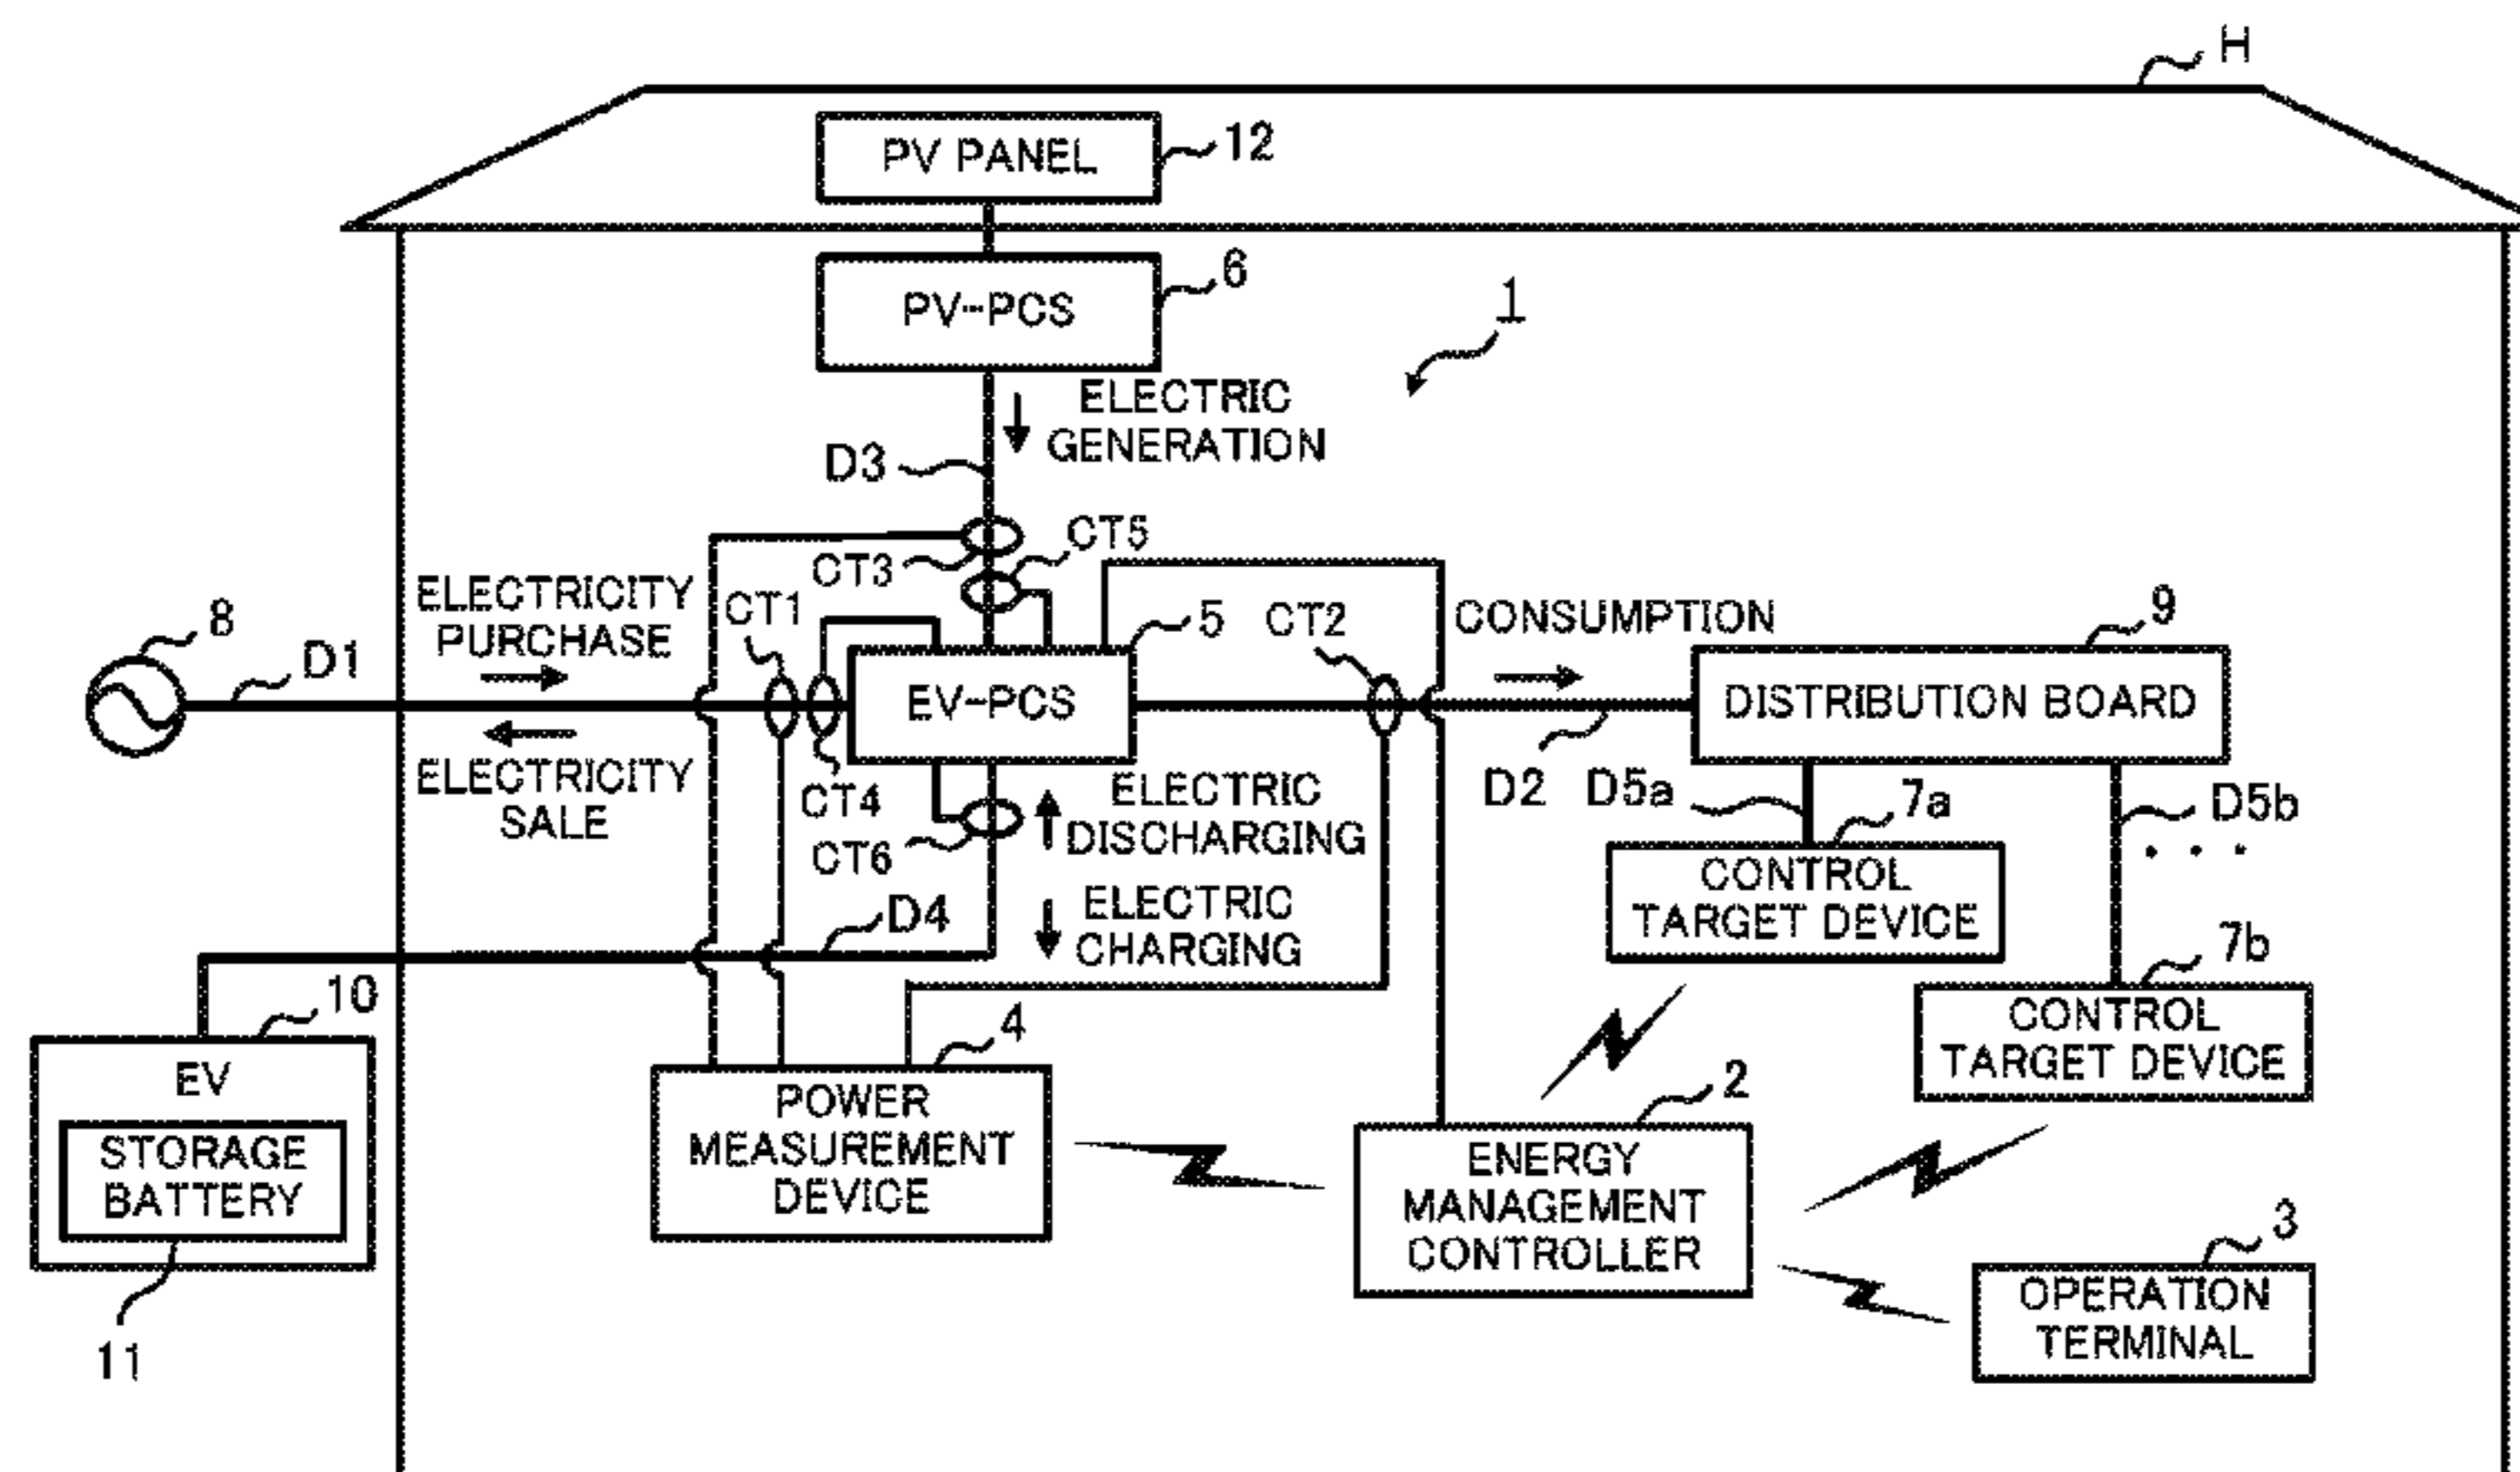 H
PV PANEL
12
PV-PCS
6
1
ELECTRIC
GENERATION
D3
CT3
CT5
ELECTRICITY
PURCHASE
CT1
5
CT2
CONSUMPTION
9
8
D1
EV-PCS
DISTRIBUTION BOARD
ELECTRICITY
SALE
CT4
CT6
ELECTRIC
DISCHARGING
D2
D5a
7a
D5b
. . .
CONTROL
TARGET DEVICE
ELECTRIC
CHARGING
D4
7b
CONTROL
TARGET DEVICE
10
EV
STORAGE
BATTERY
11
4
POWER
MEASUREMENT
DEVICE
2
ENERGY
MANAGEMENT
CONTROLLER
3
OPERATION
TERMINAL